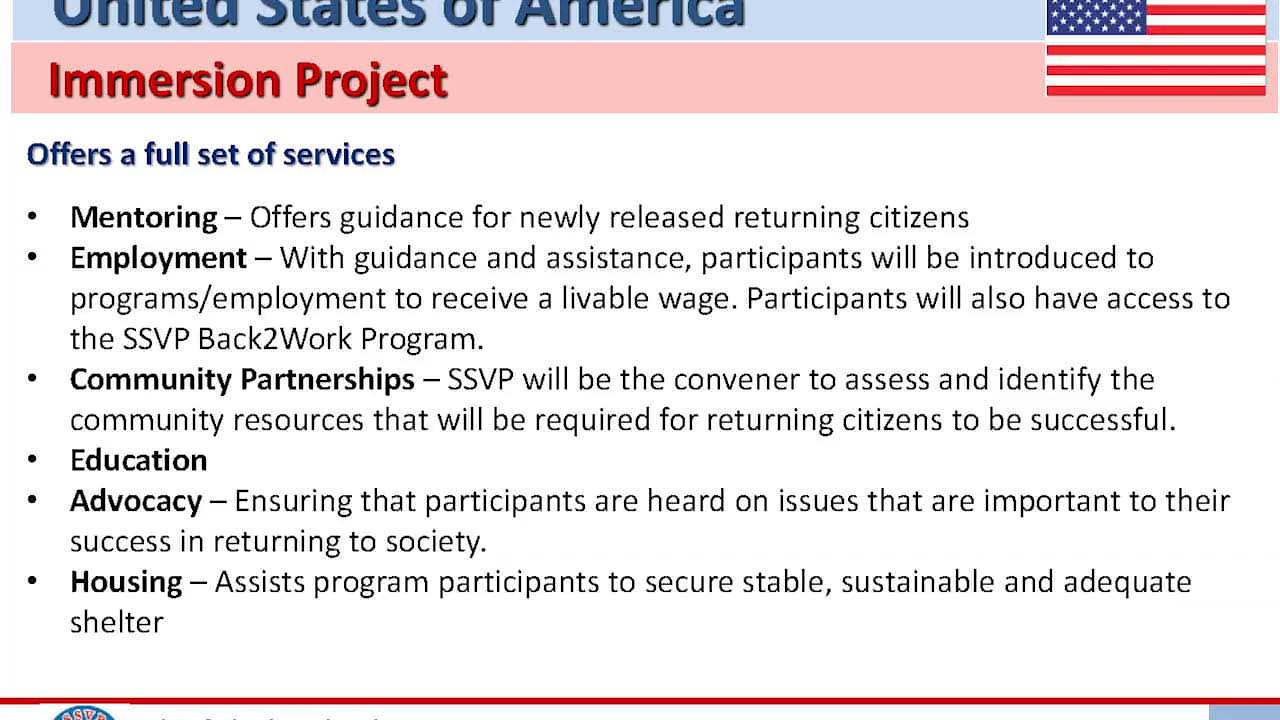 United States of America
Immersion Project
Offers a full set of services
• Mentoring – Offers guidance for newly released returning citizens
• Employment – With guidance and assistance, participants will be introduced to
programs/employment to receive a livable wage. Participants will also have access to
the SSVP Back2Work Program.
• Community Partnerships – SSVP will be the convener to assess and identify the
community resources that will be required for returning citizens to be successful.
• Education
• Advocacy – Ensuring that participants are heard on issues that are important to their
success in returning to society.
• Housing – Assists program participants to secure stable, sustainable and adequate
shelter
SSVP